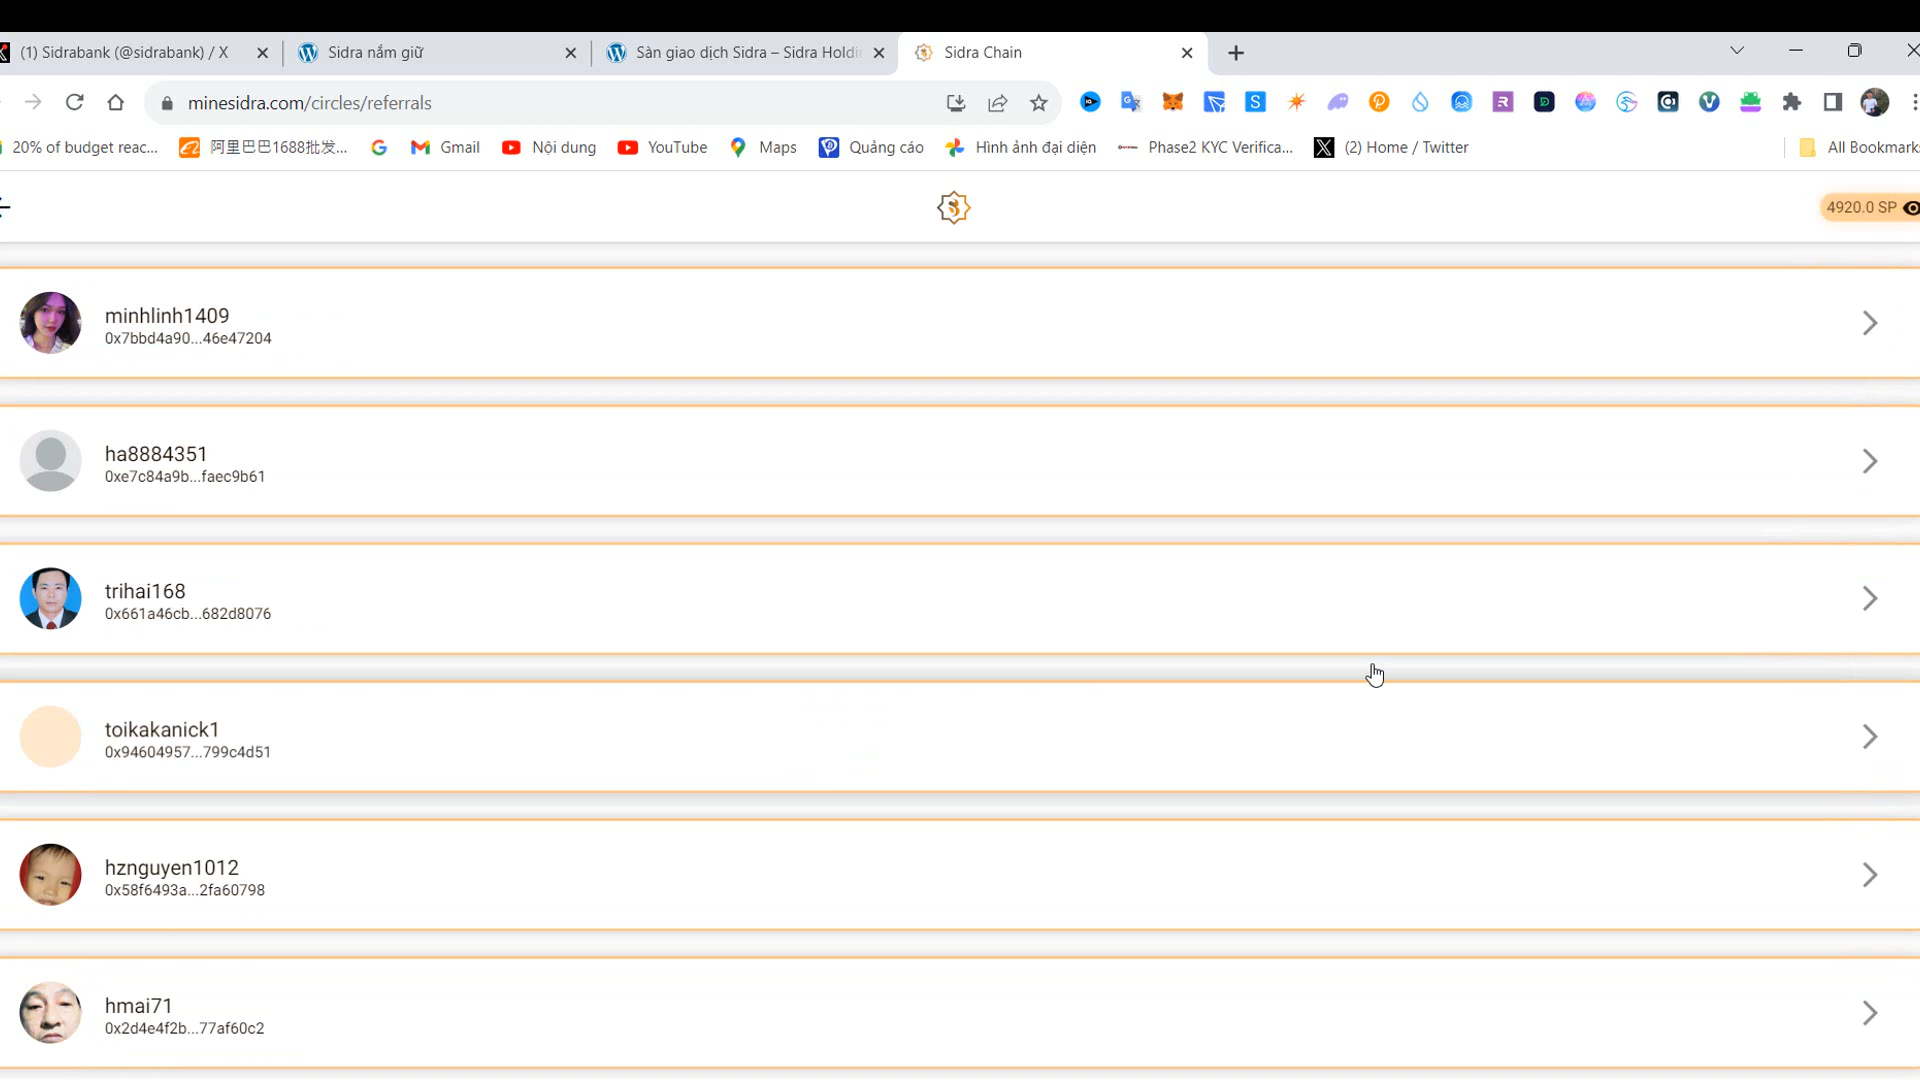 (1) Sidrabank (@sidrabank) / X
Sidra nắm giữ
Sàn giao dịch Sidra – Sidra Holdin
Sidra Chain
minesidra.com/circles/referrals
20% of budget reac...
阿里巴巴1688批发...
Gmail
Nội dung
YouTube
Maps
Quảng cáo
Hình ảnh đại diện
Phase2 KYC Verifica...
(2) Home / Twitter
All Bookmarks
4920.0 SP
minhlinh1409
0x7bbd4a90...46e47204
ha8884351
0xe7c84a9b...faec9b61
trihai168
0x661a46cb...682d8076
toikakanick1
0x94604957...799c4d51
hznguyen1012
0x58f6493a...2fa60798
hmai71
0x2d4e4f2b...77af60c2